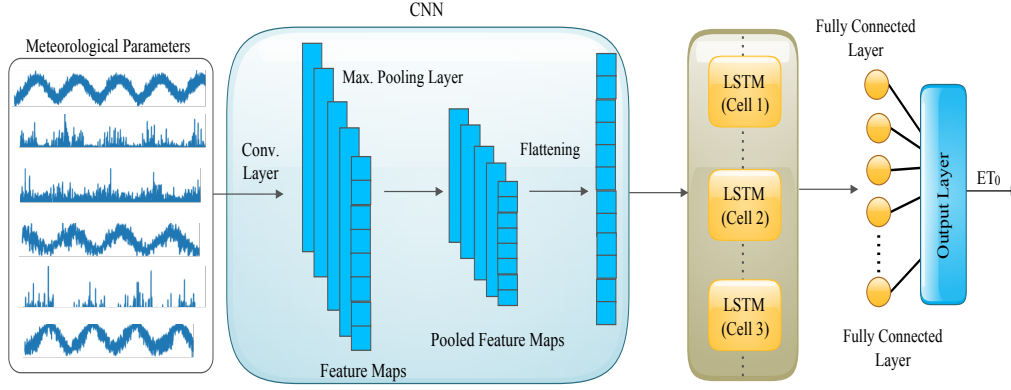 CNN
Meteorological Parameters
Conv.
Layer
Max. Pooling Layer
Feature Maps
Pooled Feature Maps
Flattening
LSTM
(Cell 1)
LSTM
(Cell 2)
LSTM
(Cell 3)
Fully Connected
Layer
Fully Connected
Layer
Output Layer
ET₀